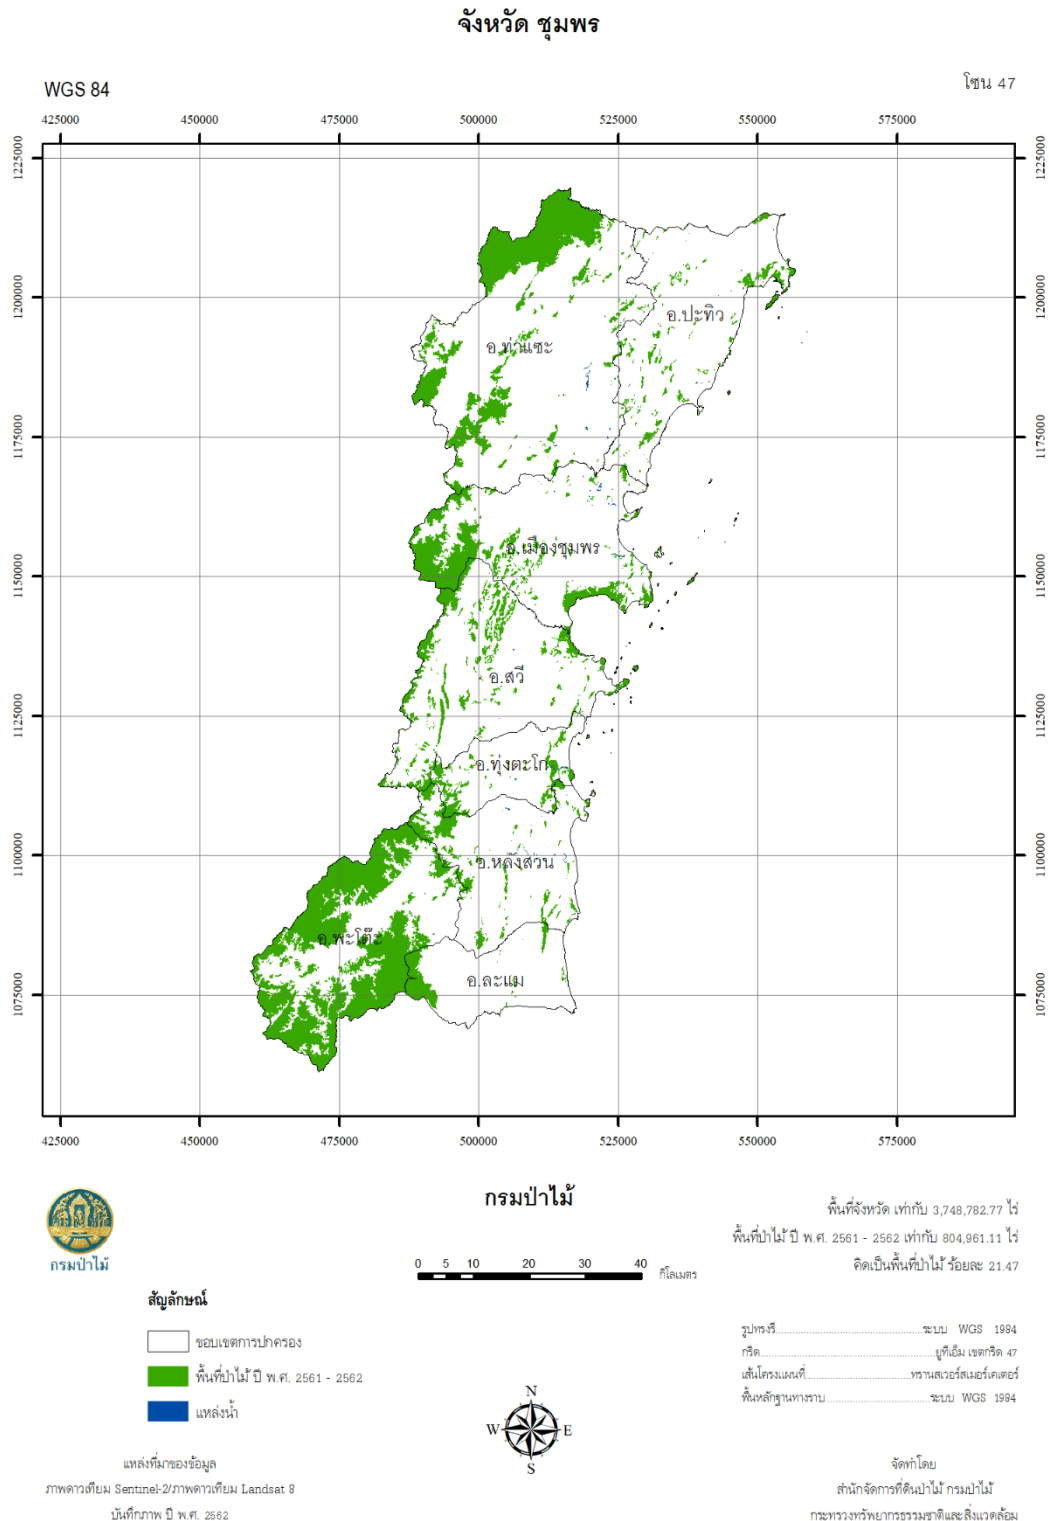 จังหวัด ชุมพร
WGS 84
โซน 47
425000 450000 475000 500000 525000 550000 575000
1225000 1225000
1200000 1200000
อ.ปะทิว
อ.ท่าแซะ
1175000 1175000
อ.เมืองชุมพร
1150000 1150000
อ.สวี
1125000 1125000
อ.ทุ่งตะโก
1100000 1100000
อ.หลังสวน
อ.พะโต๊ะ
อ.ละแม
1075000 1075000
425000 450000 475000 500000 525000 550000 575000
กรมป่าไม้
กรมป่าไม้
พื้นที่จังหวัด เท่ากับ 3,748,782.77 ไร่
พื้นที่ป่าไม้ ปี พ.ศ. 2561 - 2562 เท่ากับ 804,961.11 ไร่
คิดเป็นพื้นที่ป่าไม้ ร้อยละ 21.47
0 5 10 20 30 40
กิโลเมตร
สัญลักษณ์
ขอบเขตการปกครอง
พื้นที่ป่าไม้ ปี พ.ศ. 2561 - 2562
แหล่งน้ำ
N
W E
S
รูปทรงรี ระบบ WGS 1984
กริด ยูทีเอ็ม เขตกริด 47
เส้นโครงแผนที่ ทรานสเวอร์สเมอร์เคเตอร์
พื้นหลักฐานทางราบ ระบบ WGS 1984
แหล่งที่มาของข้อมูล
ภาพดาวเทียม Sentinel-2/ภาพดาวเทียม Landsat 8
บันทึกภาพ ปี พ.ศ. 2562
จัดทำโดย
สำนักจัดการที่ดินป่าไม้ กรมป่าไม้
กระทรวงทรัพยากรธรรมชาติและสิ่งแวดล้อม